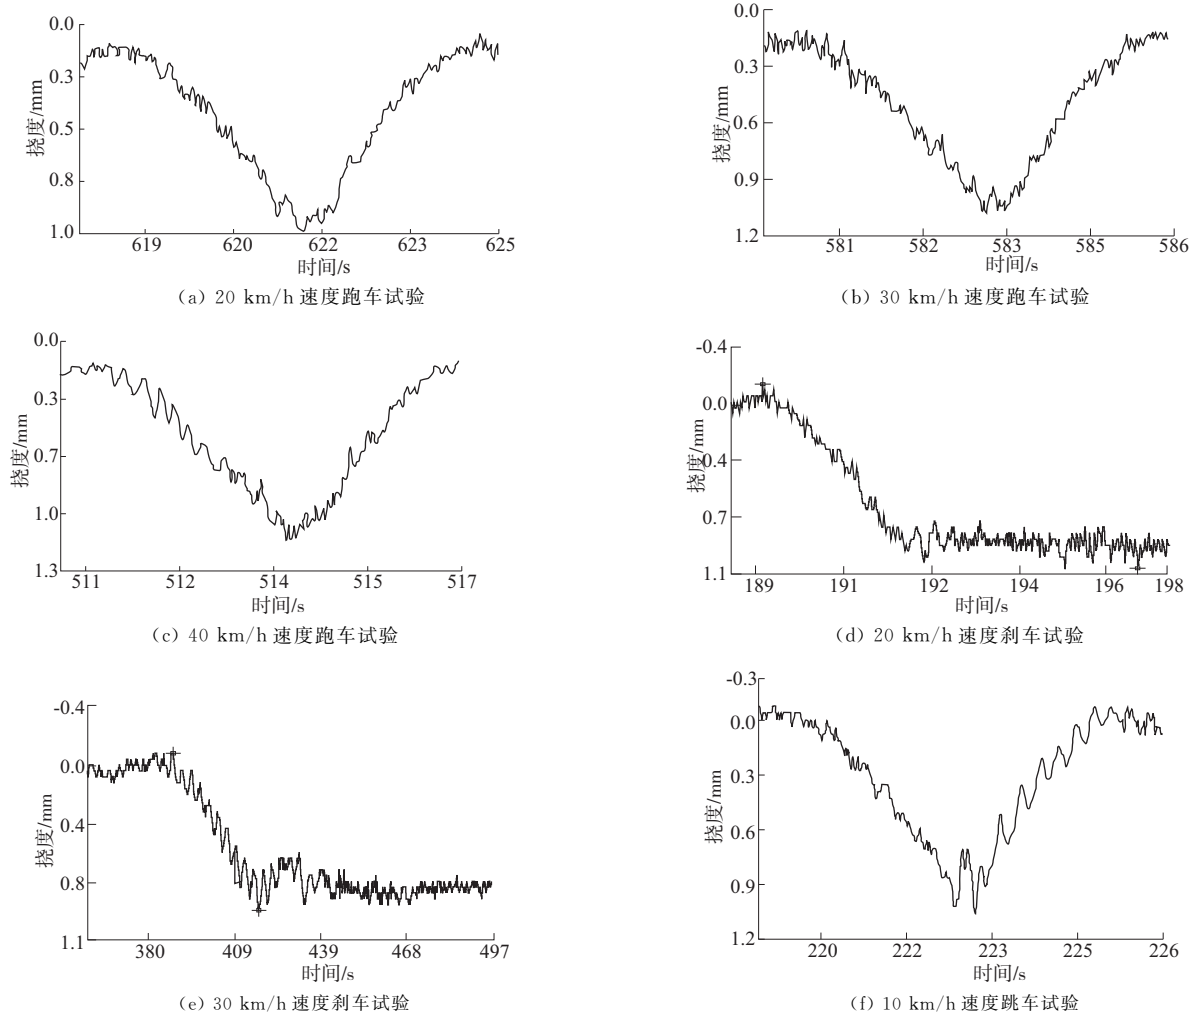 0.0
0.3
0.5
0.8
1.0
挠度/mm
619 620 622 623 625
时间/s
(a) 20 km/h 速度跑车试验
0.0
0.3
0.6
0.9
1.2
挠度/mm
581 582 583 585 586
时间/s
(b) 30 km/h 速度跑车试验
0.0
0.3
0.7
1.0
1.3
挠度/mm
511 512 514 515 517
时间/s
(c) 40 km/h 速度跑车试验
-0.4
0.0
0.4
0.7
1.1
挠度/mm
189 191 192 194 196 198
时间/s
(d) 20 km/h 速度刹车试验
-0.4
0.0
0.4
0.8
1.1
挠度/mm
380 409 439 468 497
时间/s
(e) 30 km/h 速度刹车试验
-0.3
0.0
0.3
0.6
0.9
1.2
挠度/mm
220 222 223 225 226
时间/s
(f) 10 km/h 速度跳车试验